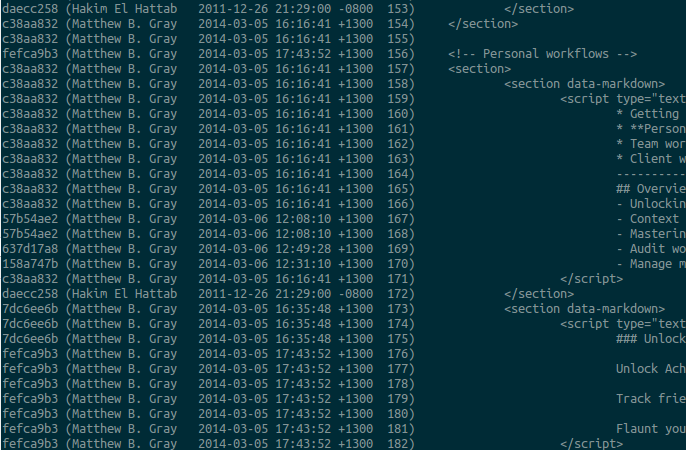 daecc258 (Hakim El Hattab   2011-12-26 21:29:00 -0800  153)             </section>
c38aa832 (Matthew B. Gray   2014-03-05 16:16:41 +1300  154)     </section>
c38aa832 (Matthew B. Gray   2014-03-05 16:16:41 +1300  155)
fefca9b3 (Matthew B. Gray   2014-03-05 17:43:52 +1300  156)     <!-- Personal workflows -->
c38aa832 (Matthew B. Gray   2014-03-05 16:16:41 +1300  157)     <section>
c38aa832 (Matthew B. Gray   2014-03-05 16:16:41 +1300  158)             <section data-markdown>
c38aa832 (Matthew B. Gray   2014-03-05 16:16:41 +1300  159)                     <script type="text
c38aa832 (Matthew B. Gray   2014-03-05 16:16:41 +1300  160)                             * Getting
c38aa832 (Matthew B. Gray   2014-03-05 16:16:41 +1300  161)                             * **Person
c38aa832 (Matthew B. Gray   2014-03-05 16:16:41 +1300  162)                             * Team wor
c38aa832 (Matthew B. Gray   2014-03-05 16:16:41 +1300  163)                             * Client w
c38aa832 (Matthew B. Gray   2014-03-05 16:16:41 +1300  164)                             ----------
c38aa832 (Matthew B. Gray   2014-03-05 16:16:41 +1300  165)                             ## Overvie
c38aa832 (Matthew B. Gray   2014-03-05 16:16:41 +1300  166)                             - Unlockin
57b54ae2 (Matthew B. Gray   2014-03-06 12:08:10 +1300  167)                             - Context
57b54ae2 (Matthew B. Gray   2014-03-06 12:08:10 +1300  168)                             - Masterin
637d17a8 (Matthew B. Gray   2014-03-06 12:49:28 +1300  169)                             - Audit wo
158a747b (Matthew B. Gray   2014-03-06 12:31:10 +1300  170)                             - Manage m
c38aa832 (Matthew B. Gray   2014-03-05 16:16:41 +1300  171)                     </script>
daecc258 (Hakim El Hattab   2011-12-26 21:29:00 -0800  172)             </section>
7dc6ee6b (Matthew B. Gray   2014-03-05 16:35:48 +1300  173)             <section data-markdown>
7dc6ee6b (Matthew B. Gray   2014-03-05 16:35:48 +1300  174)                     <script type="text
7dc6ee6b (Matthew B. Gray   2014-03-05 16:35:48 +1300  175)                             ### Unlock
fefca9b3 (Matthew B. Gray   2014-03-05 17:43:52 +1300  176)
fefca9b3 (Matthew B. Gray   2014-03-05 17:43:52 +1300  177)                             Unlock Ach
fefca9b3 (Matthew B. Gray   2014-03-05 17:43:52 +1300  178)
fefca9b3 (Matthew B. Gray   2014-03-05 17:43:52 +1300  179)                             Track frie
fefca9b3 (Matthew B. Gray   2014-03-05 17:43:52 +1300  180)
fefca9b3 (Matthew B. Gray   2014-03-05 17:43:52 +1300  181)                             Flaunt you
fefca9b3 (Matthew B. Gray   2014-03-05 17:43:52 +1300  182)                     </script>